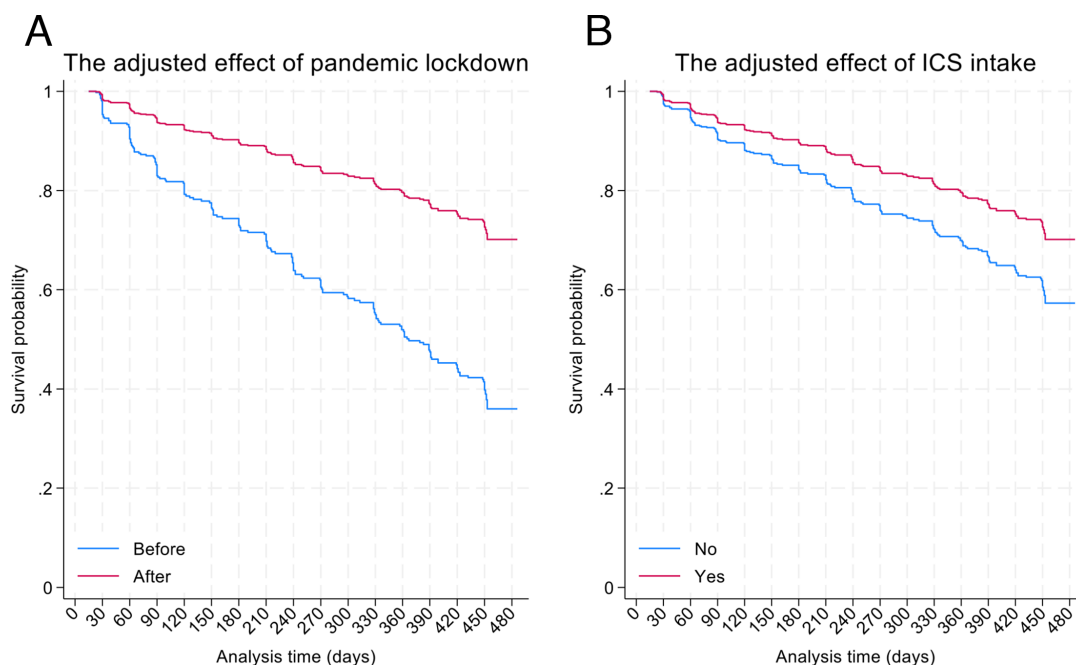 A
The adjusted effect of pandemic lockdown
Survival probability
1
.8
.6
.4
.2
0
Before
After
0 30 60 90 120 150 180 210 240 270 300 330 360 390 420 450 480
Analysis time (days)
B
The adjusted effect of ICS intake
Survival probability
1
.8
.6
.4
.2
0
No
Yes
0 30 60 90 120 150 180 210 240 270 300 330 360 390 420 450 480
Analysis time (days)